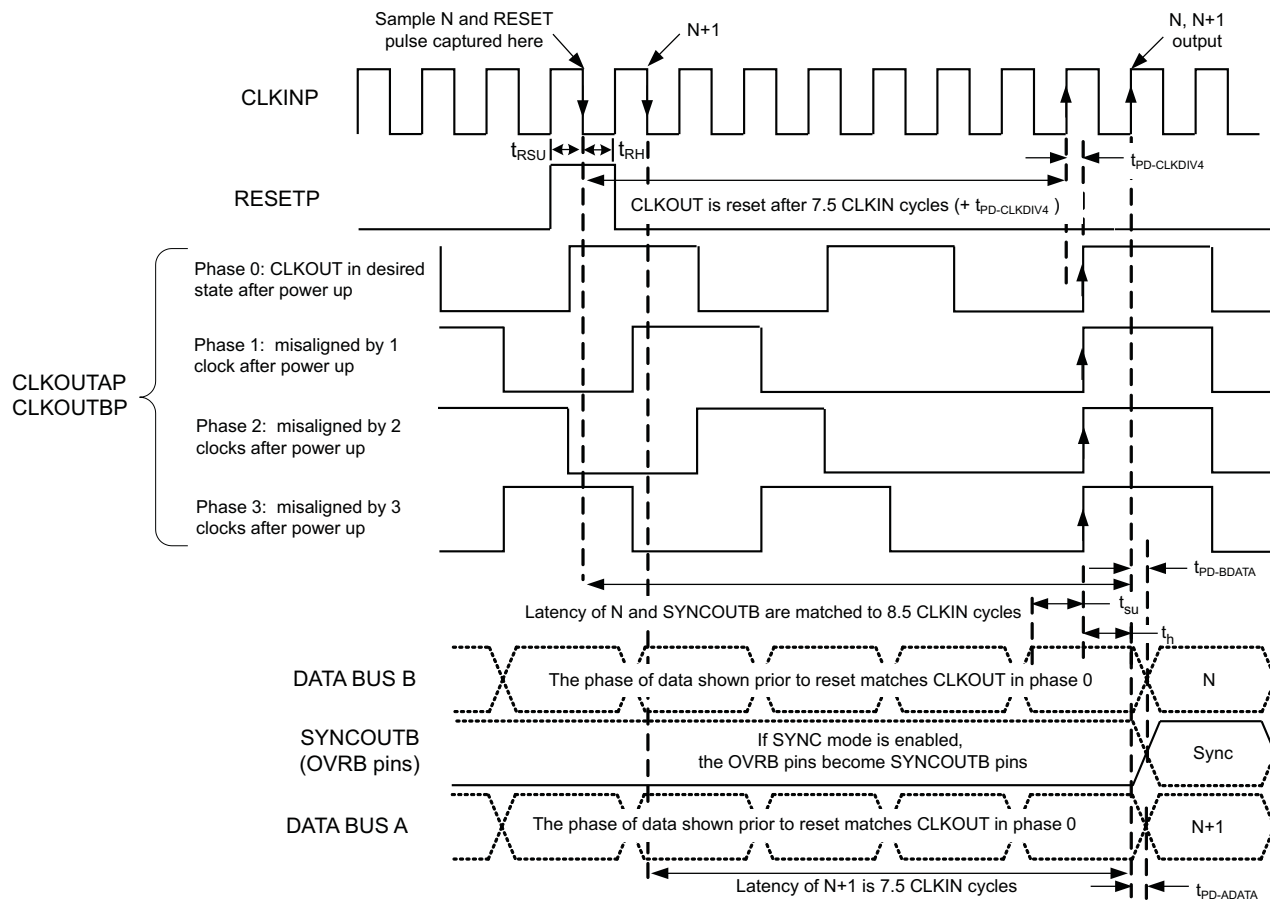 Sample N and RESET
pulse captured here
N+1
N, N+1
output
CLKINP
tRSU
tRH
tPD-CLKDIV4
RESETP
CLKOUT is reset after 7.5 CLKIN cycles (+ tPD-CLKDIV4 )
Phase 0: CLKOUT in desired
state after power up
Phase 1: misaligned by 1
clock after power up
CLKOUTAP
CLKOUTBP
Phase 2: misaligned by 2
clocks after power up
Phase 3: misaligned by 3
clocks after power up
tPD-BDATA
Latency of N and SYNCOUTB are matched to 8.5 CLKIN cycles
tsu
th
DATA BUS B
The phase of data shown prior to reset matches CLKOUT in phase 0
N
SYNCOUTB
(OVRB pins)
If SYNC mode is enabled,
the OVRB pins become SYNCOUTB pins
Sync
DATA BUS A
The phase of data shown prior to reset matches CLKOUT in phase 0
N+1
Latency of N+1 is 7.5 CLKIN cycles
tPD-ADATA